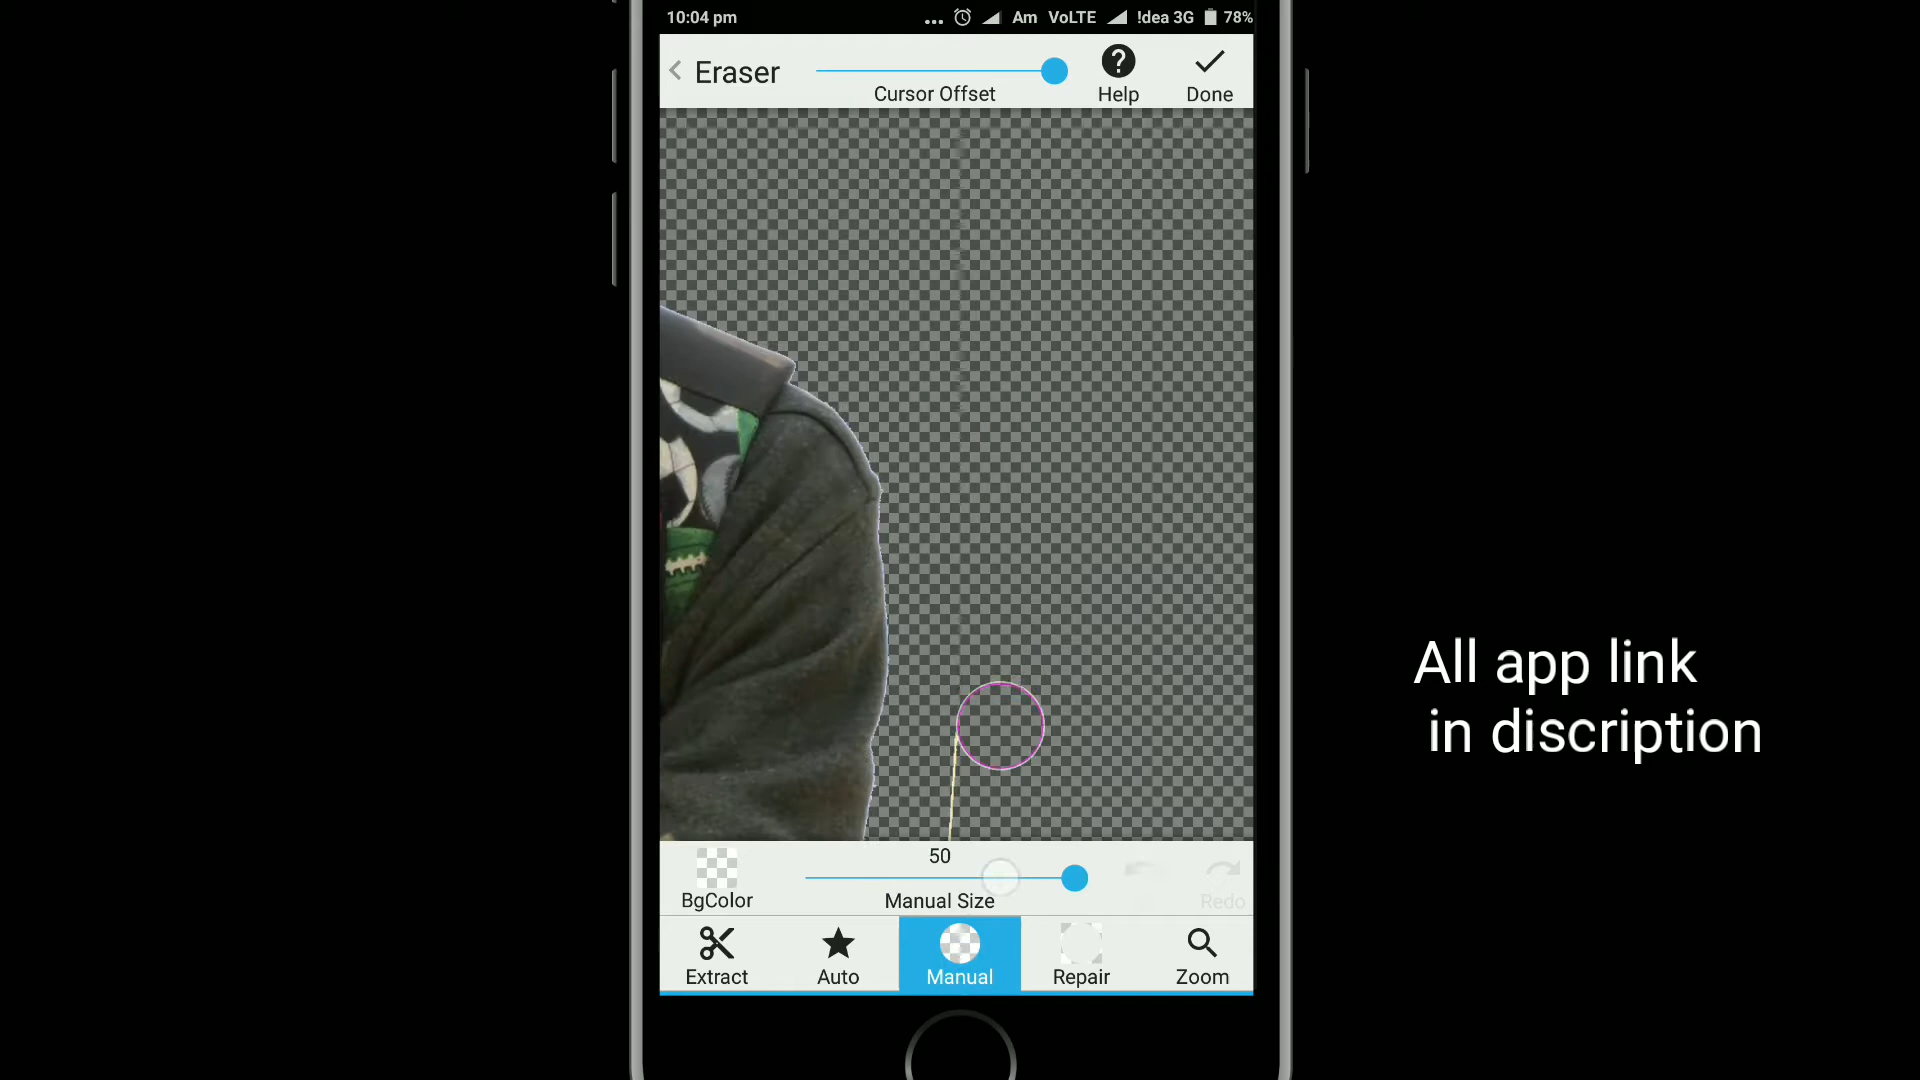 10:04 pm
... Am VoLTE !dea 3G 78%
Eraser
Cursor Offset
Help
Done
50
BgColor
Manual Size
Redo
Extract
Auto
Manual
Repair
Zoom
All app link
in discription